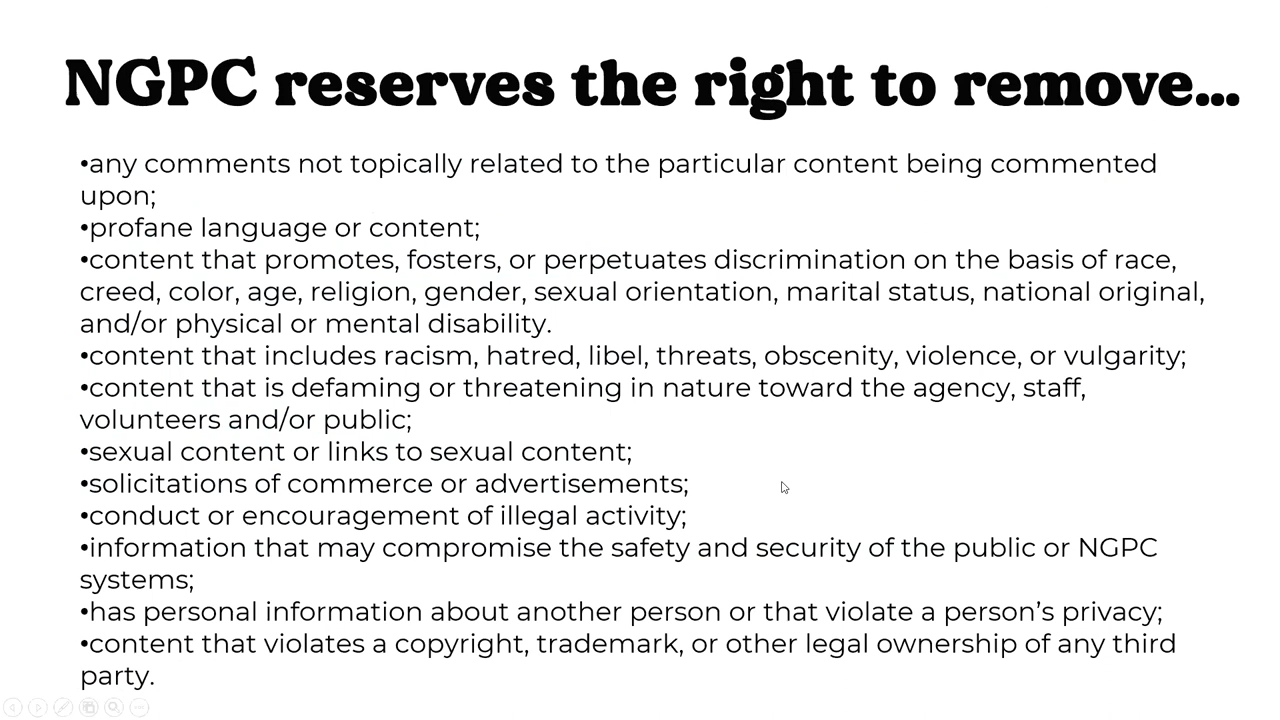 NGPC reserves the right to remove...
•any comments not topically related to the particular content being commented
upon;
•profane language or content;
•content that promotes, fosters, or perpetuates discrimination on the basis of race,
creed, color, age, religion, gender, sexual orientation, marital status, national original,
and/or physical or mental disability.
•content that includes racism, hatred, libel, threats, obscenity, violence, or vulgarity;
•content that is defaming or threatening in nature toward the agency, staff,
volunteers and/or public;
•sexual content or links to sexual content;
•solicitations of commerce or advertisements;
•conduct or encouragement of illegal activity;
•information that may compromise the safety and security of the public or NGPC
systems;
•has personal information about another person or that violate a person’s privacy;
•content that violates a copyright, trademark, or other legal ownership of any third
party.